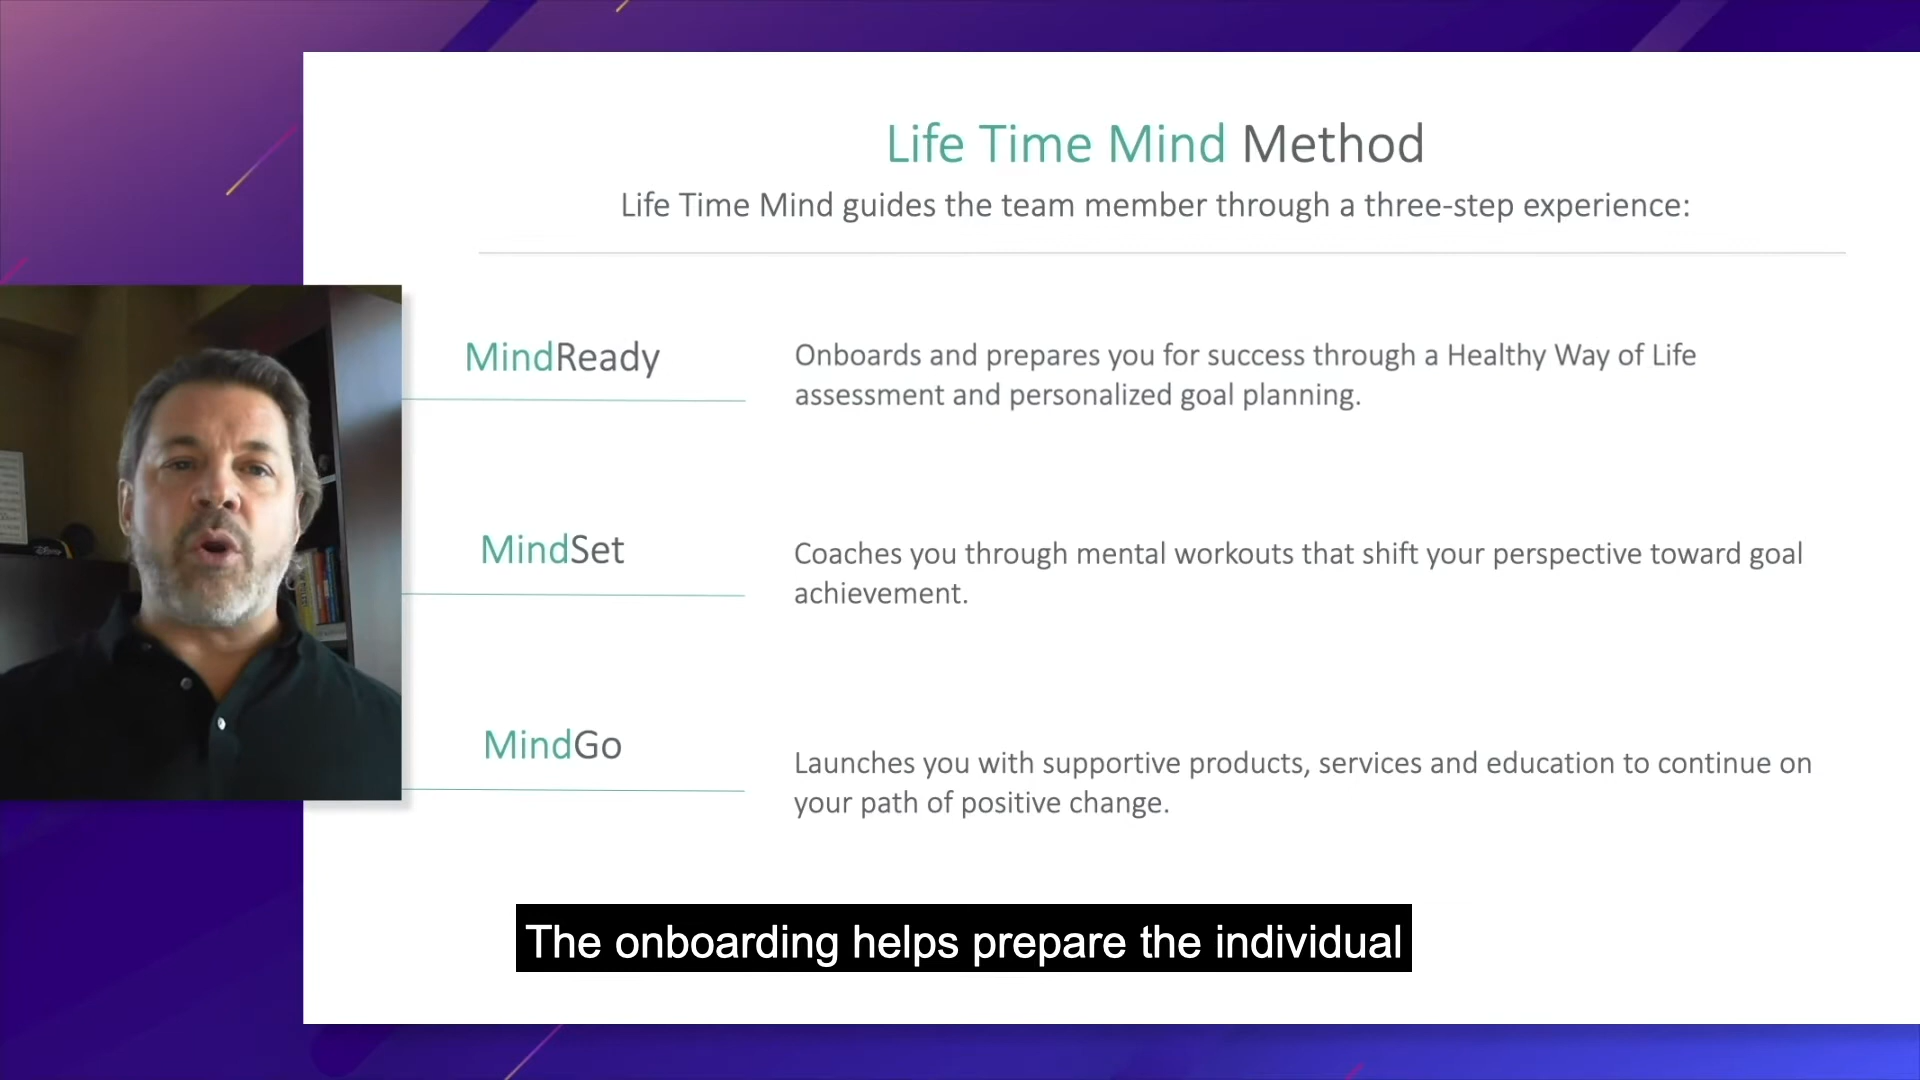 Life Time Mind Method
Life Time Mind guides the team member through a three-step experience:
MindReady
Onboards and prepares you for success through a Healthy Way of Life
assessment and personalized goal planning.
MindSet
Coaches you through mental workouts that shift your perspective toward goal
achievement.
MindGo
Launches you with supportive products, services and education to continue on
your path of positive change.
The onboarding helps prepare the individual